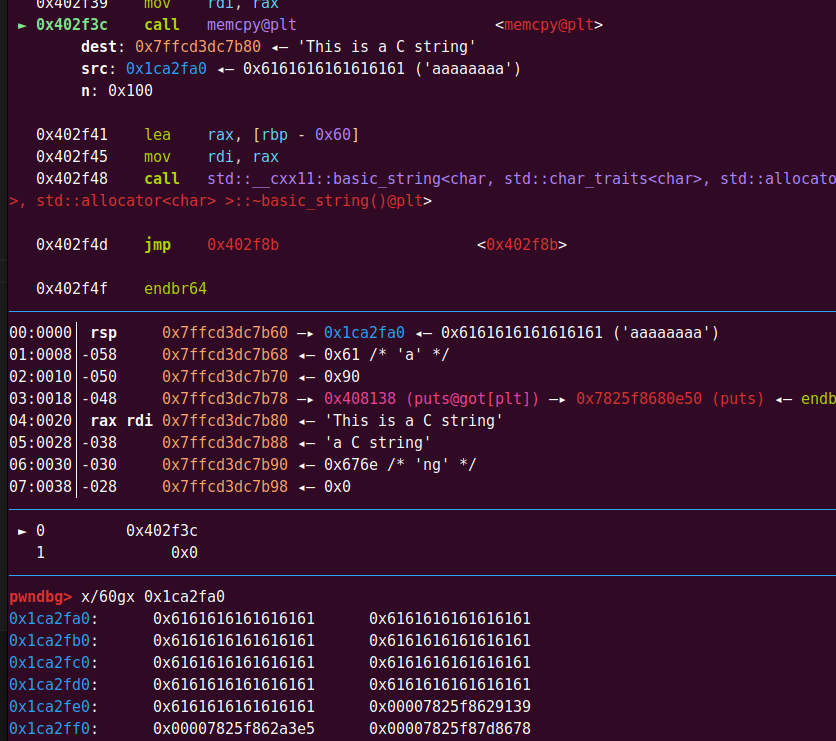 0x402f39 mov rdi, rax
► 0x402f3c call memcpy@plt <memcpy@plt>
dest: 0x7ffcd3dc7b80 ◂— 'This is a C string'
src: 0x1ca2fa0 ◂— 0x6161616161616161 ('aaaaaaaa')
n: 0x100
0x402f41 lea rax, [rbp - 0x60]
0x402f45 mov rdi, rax
0x402f48 call std::__cxx11::basic_string<char, std::char_traits<char>, std::allocato
>, std::allocator<char> >::~basic_string()@plt>
0x402f4d jmp 0x402f8b <0x402f8b>
0x402f4f endbr64
00:0000│ rsp 0x7ffcd3dc7b60 —▸ 0x1ca2fa0 ◂— 0x6161616161616161 ('aaaaaaaa')
01:0008│-058 0x7ffcd3dc7b68 ◂— 0x61 /* 'a' */
02:0010│-050 0x7ffcd3dc7b70 ◂— 0x90
03:0018│-048 0x7ffcd3dc7b78 —▸ 0x408138 (puts@got[plt]) —▸ 0x7825f8680e50 (puts) ◂— endb
04:0020│ rax rdi 0x7ffcd3dc7b80 ◂— 'This is a C string'
05:0028│-038 0x7ffcd3dc7b88 ◂— 'a C string'
06:0030│-030 0x7ffcd3dc7b90 ◂— 0x676e /* 'ng' */
07:0038│-028 0x7ffcd3dc7b98 ◂— 0x0
► 0 0x402f3c
1 0x0
pwndbg> x/60gx 0x1ca2fa0
0x1ca2fa0: 0x6161616161616161 0x6161616161616161
0x1ca2fb0: 0x6161616161616161 0x6161616161616161
0x1ca2fc0: 0x6161616161616161 0x6161616161616161
0x1ca2fd0: 0x6161616161616161 0x6161616161616161
0x1ca2fe0: 0x6161616161616161 0x00007825f8629139
0x1ca2ff0: 0x00007825f862a3e5 0x00007825f87d8678